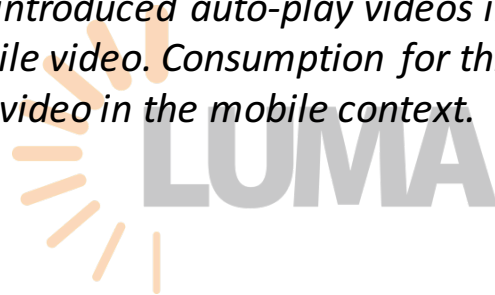 introduced auto-play videos i
ile video. Consumption for th
video in the mobile context.
LUMA